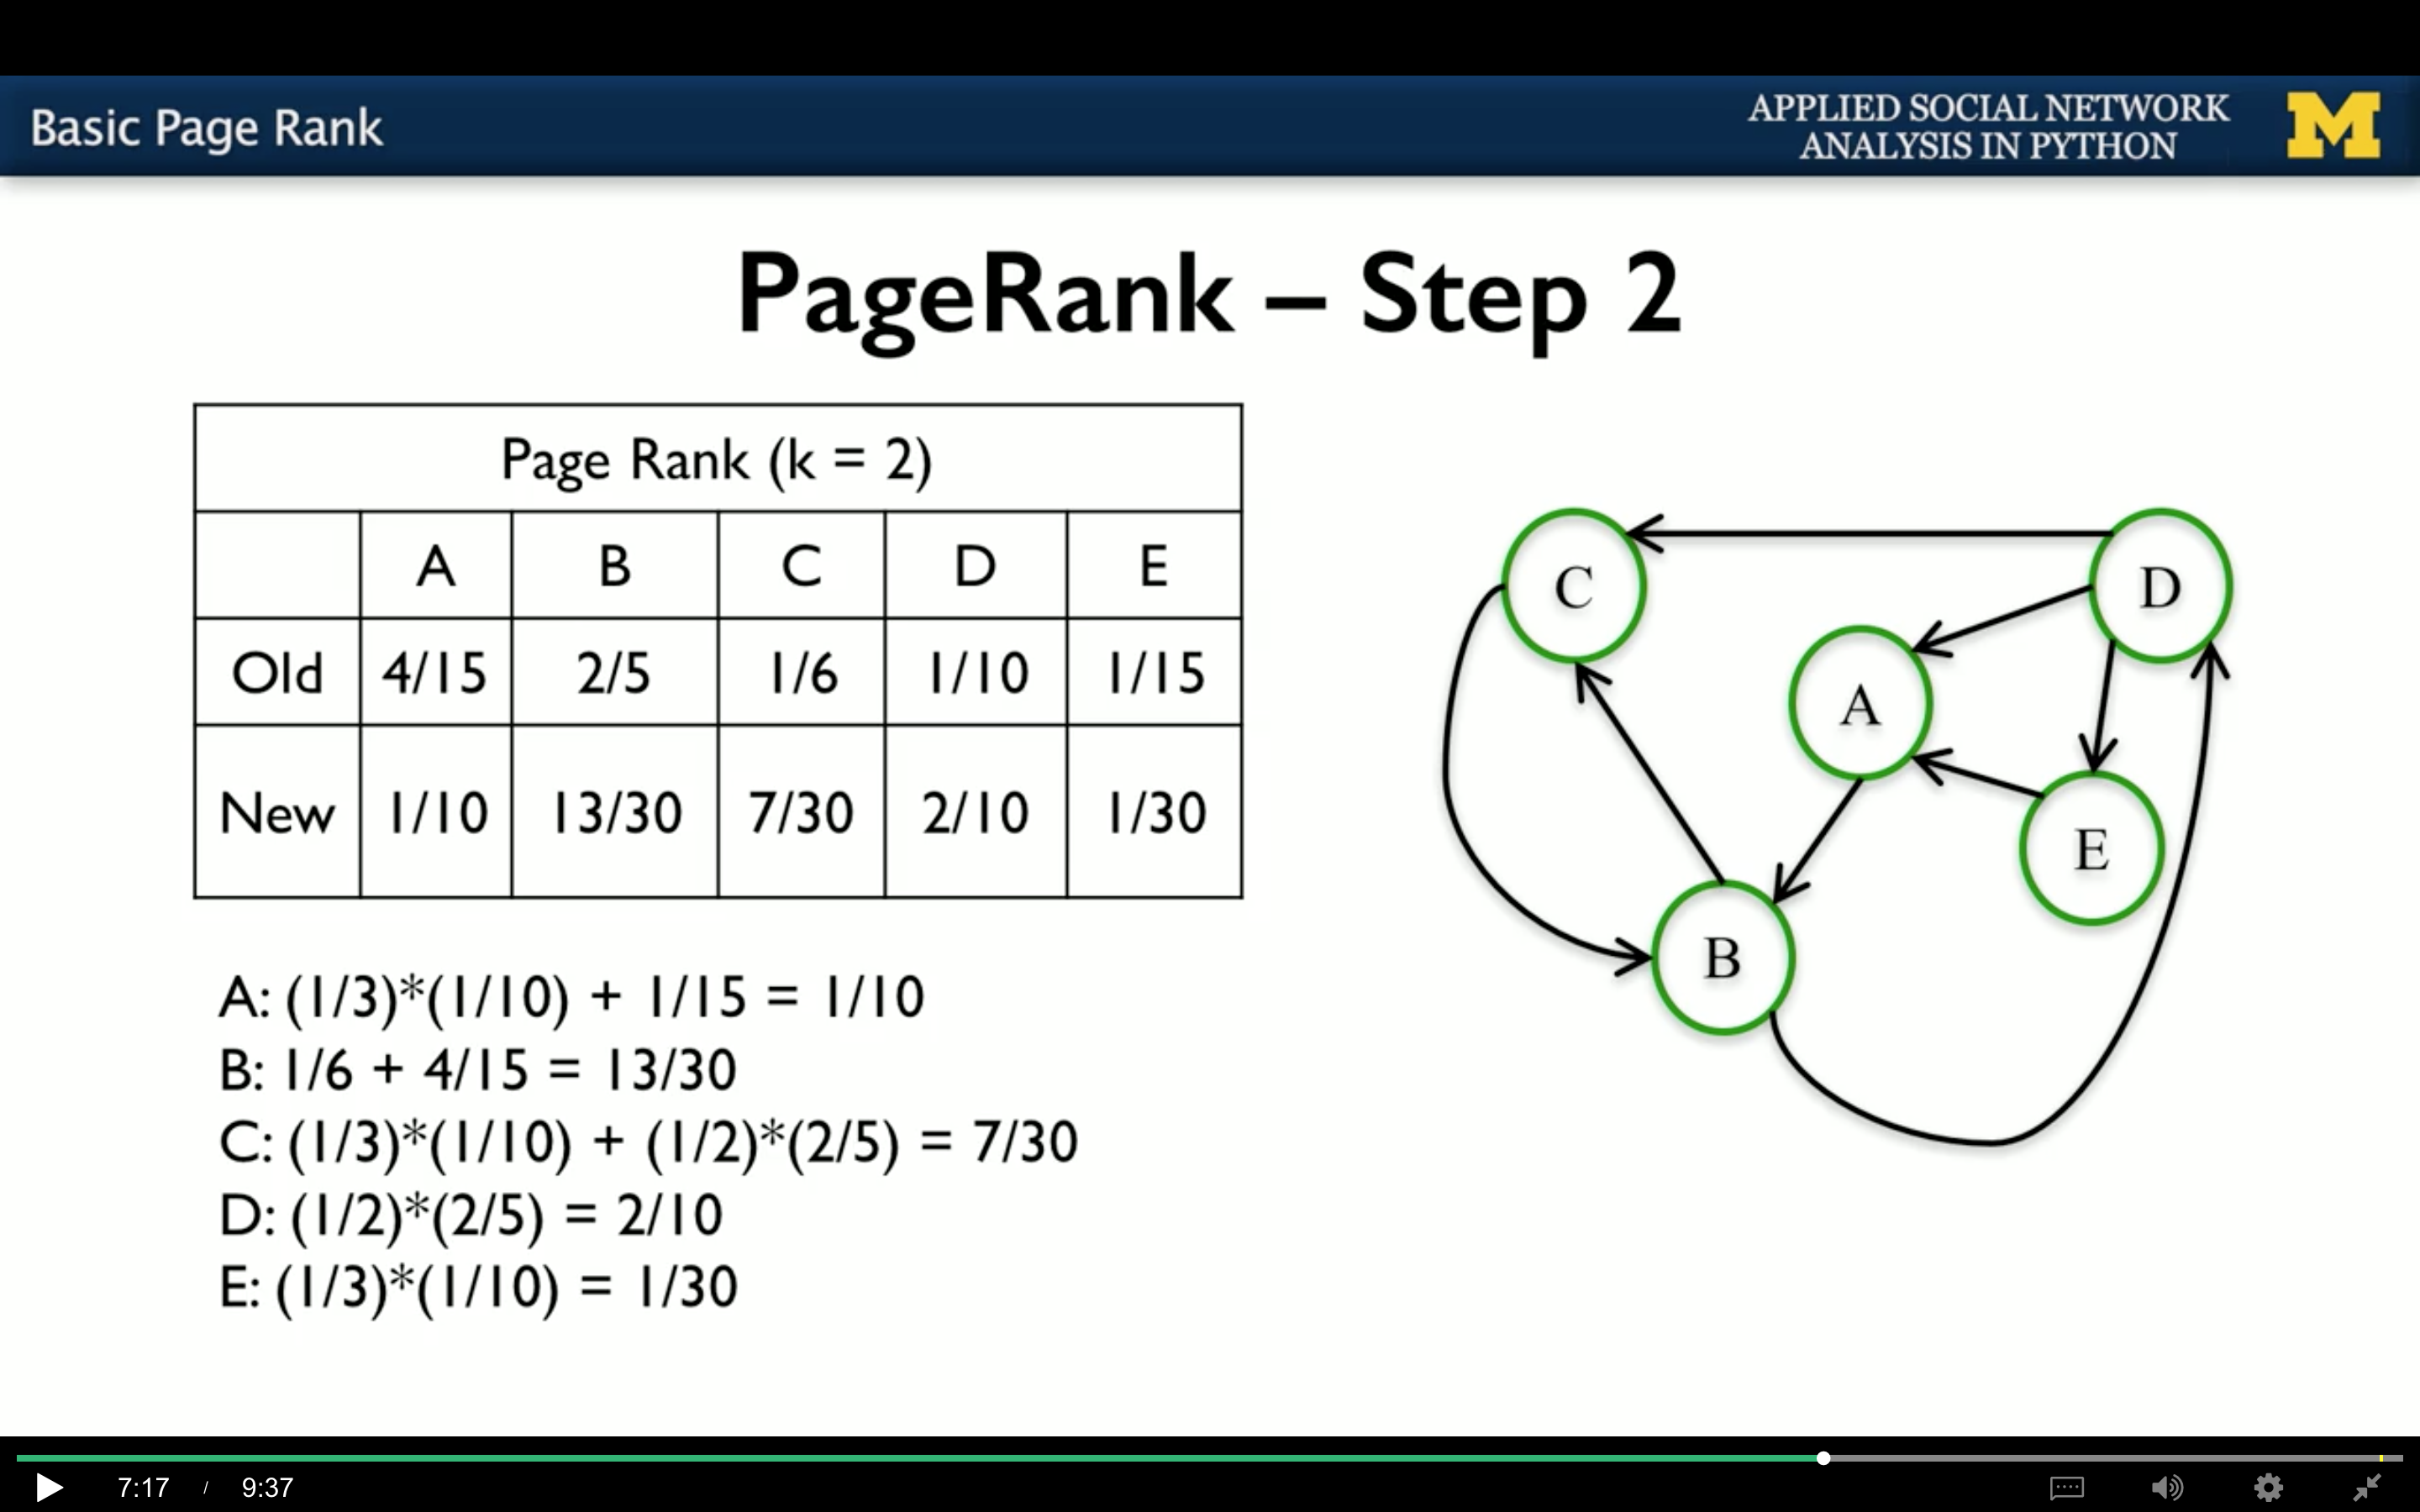 Basic Page Rank
APPLIED SOCIAL NETWORK
ANALYSIS IN PYTHON
M
PageRank – Step 2
Page Rank (k = 2)
A B C D E
Old 4/15 2/5 1/6 1/10 1/15
New 1/10 13/30 7/30 2/10 1/30
A: (1/3)*(1/10) + 1/15 = 1/10
B: 1/6 + 4/15 = 13/30
C: (1/3)*(1/10) + (1/2)*(2/5) = 7/30
D: (1/2)*(2/5) = 2/10
E: (1/3)*(1/10) = 1/30
C
D
A
E
B
7:17 / 9:37